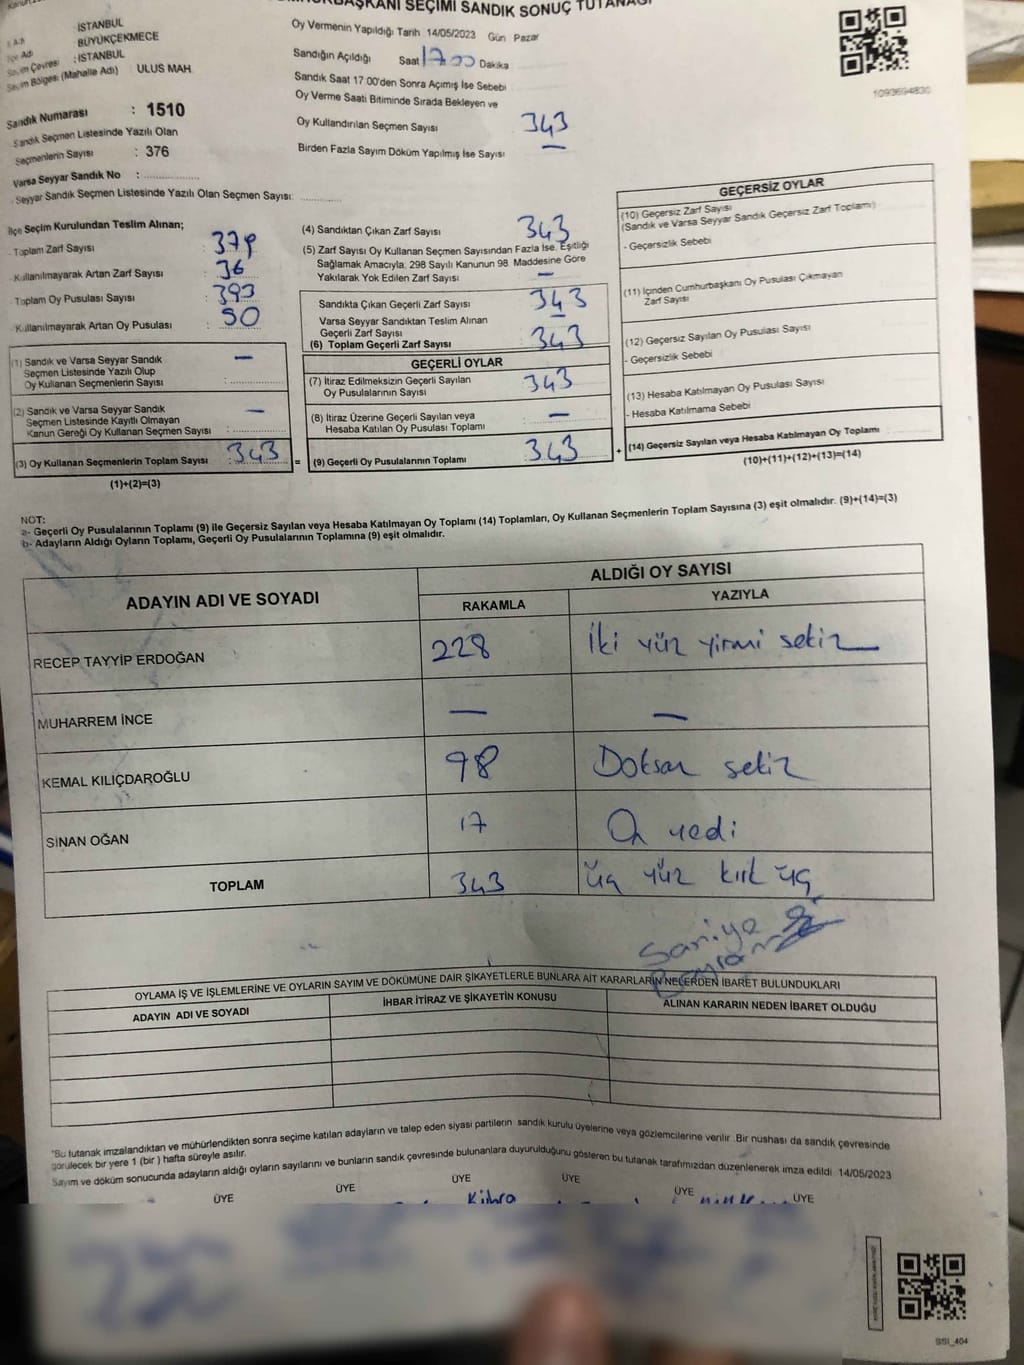 CUMHURBAŞKANI SEÇİMİ SANDIK SONUÇ TUTANAĞI
: İSTANBUL
BÜYÜKÇEKMECE
Seçim Çevresi : İSTANBUL
Seçim Bölgesi (Mahalle Adı) ULUS MAH
Sandık Numarası : 1510
Sandık Seçmen Listesinde Yazılı Olan
Seçmenlerin Sayısı : 376
Varsa Seyyar Sandık No :
Seyyar Sandık Seçmen Listesinde Yazılı Olan Seçmen Sayısı:
Oy Vermenin Yapıldığı Tarih 14/05/2023 Gün Pazar
Sandığın Açıldığı Saat 17 00 Dakika
Sandık Saat 17.00'den Sonra Açımış İse Sebebi
Oy Verme Saati Bitiminde Sırada Bekleyen ve
Oy Kullandırılan Seçmen Sayısı 343
Birden Fazla Sayım Döküm Yapılmış İse Sayısı —
1093694830
İlçe Seçim Kurulundan Teslim Alınan;
- Toplam Zarf Sayısı : 379
- Kullanılmayarak Artan Zarf Sayısı : 36
Toplam Oy Pusulası Sayısı : 393
Kullanılmayarak Artan Oy Pusulası : 50
(1) Sandık ve Varsa Seyyar Sandık —
Seçmen Listesinde Yazılı Olup
Oy Kullanan Seçmenlerin Sayısı :
(2) Sandık ve Varsa Seyyar Sandık —
Seçmen Listesinde Kayıtlı Olmayan
Kanun Gereği Oy Kullanan Seçmen Sayısı :
(3) Oy Kullanan Seçmenlerin Toplam Sayısı : 343 =
(1)+(2)=(3)
(4) Sandıktan Çıkan Zarf Sayısı 343
(5) Zarf Sayısı Oy Kullanan Seçmen Sayısından Fazla İse, Eşitliği
Sağlamak Amacıyla, 298 Sayılı Kanunun 98. Maddesine Göre
Yakılarak Yok Edilen Zarf Sayısı —
Sandıkta Çıkan Geçerli Zarf Sayısı 343
Varsa Seyyar Sandıktan Teslim Alınan —
Geçerli Zarf Sayısı
(6) Toplam Geçerli Zarf Sayısı 343
GEÇERLİ OYLAR
(7) İtiraz Edilmeksizin Geçerli Sayılan
Oy Pusulalarının Sayısı 343
(8) İtiraz Üzerine Geçerli Sayılan veya —
Hesaba Katılan Oy Pusulası Toplamı
(9) Geçerli Oy Pusulalarının Toplamı : 343 +
GEÇERSİZ OYLAR
(10) Geçersiz Zarf Sayısı
(Sandık ve Varsa Seyyar Sandık Geçersiz Zarf Toplamı)
- Geçersizlik Sebebi
(11) İçinden Cumhurbaşkanı Oy Pusulası Çıkmayan
Zarf Sayısı
(12) Geçersiz Sayılan Oy Pusulası Sayısı
- Geçersizlik Sebebi
(13) Hesaba Katılmayan Oy Pusulası Sayısı
- Hesaba Katılmama Sebebi
(14) Geçersiz Sayılan veya Hesaba Katılmayan Oy Toplamı
(10)+(11)+(12)+(13)=(14)
NOT:
a- Geçerli Oy Pusulalarının Toplamı (9) ile Geçersiz Sayılan veya Hesaba Katılmayan Oy Toplamı (14) Toplamları, Oy Kullanan Seçmenlerin Toplam Sayısına (3) eşit olmalıdır. (9)+(14)=(3)
b- Adayların Aldığı Oyların Toplamı, Geçerli Oy Pusulalarının Toplamına (9) eşit olmalıdır.
ADAYIN ADI VE SOYADI
ALDIĞI OY SAYISI
RAKAMLA YAZIYLA
RECEP TAYYİP ERDOĞAN 228 İki yüz yirmi sekiz
MUHARREM İNCE — —
KEMAL KILIÇDAROĞLU 98 Doksan sekiz
SİNAN OĞAN 17 On yedi
TOPLAM 343 üç yüz kırk üç
Saniye
Bayram
OYLAMA İŞ VE İŞLEMLERİNE VE OYLARIN SAYIM VE DÖKÜMÜNE DAİR ŞİKAYETLERLE BUNLARA AİT KARARLARIN NELERDEN İBARET BULUNDUKLARI
ADAYIN ADI VE SOYADI İHBAR İTİRAZ VE ŞİKAYETİN KONUSU ALINAN KARARIN NEDEN İBARET OLDUĞU
"Bu tutanak imzalandıktan ve mühürlendikten sonra seçime katılan adayların ve talep eden siyasi partilerin sandık kurulu üyelerine veya gözlemcilerine verilir. Bir nüshası da sandık çevresinde
görülecek bir yere 1 (bir) hafta süreyle asılır.
Sayım ve döküm sonucunda adayların aldığı oyların sayılarını ve bunların sandık çevresinde bulunanlara duyurulduğunu gösteren bu tutanak tarafımızdan düzenlenerek imza edildi. 14/05/2023
ÜYE ÜYE ÜYE ÜYE ÜYE ÜYE
Kübra
SSI_404